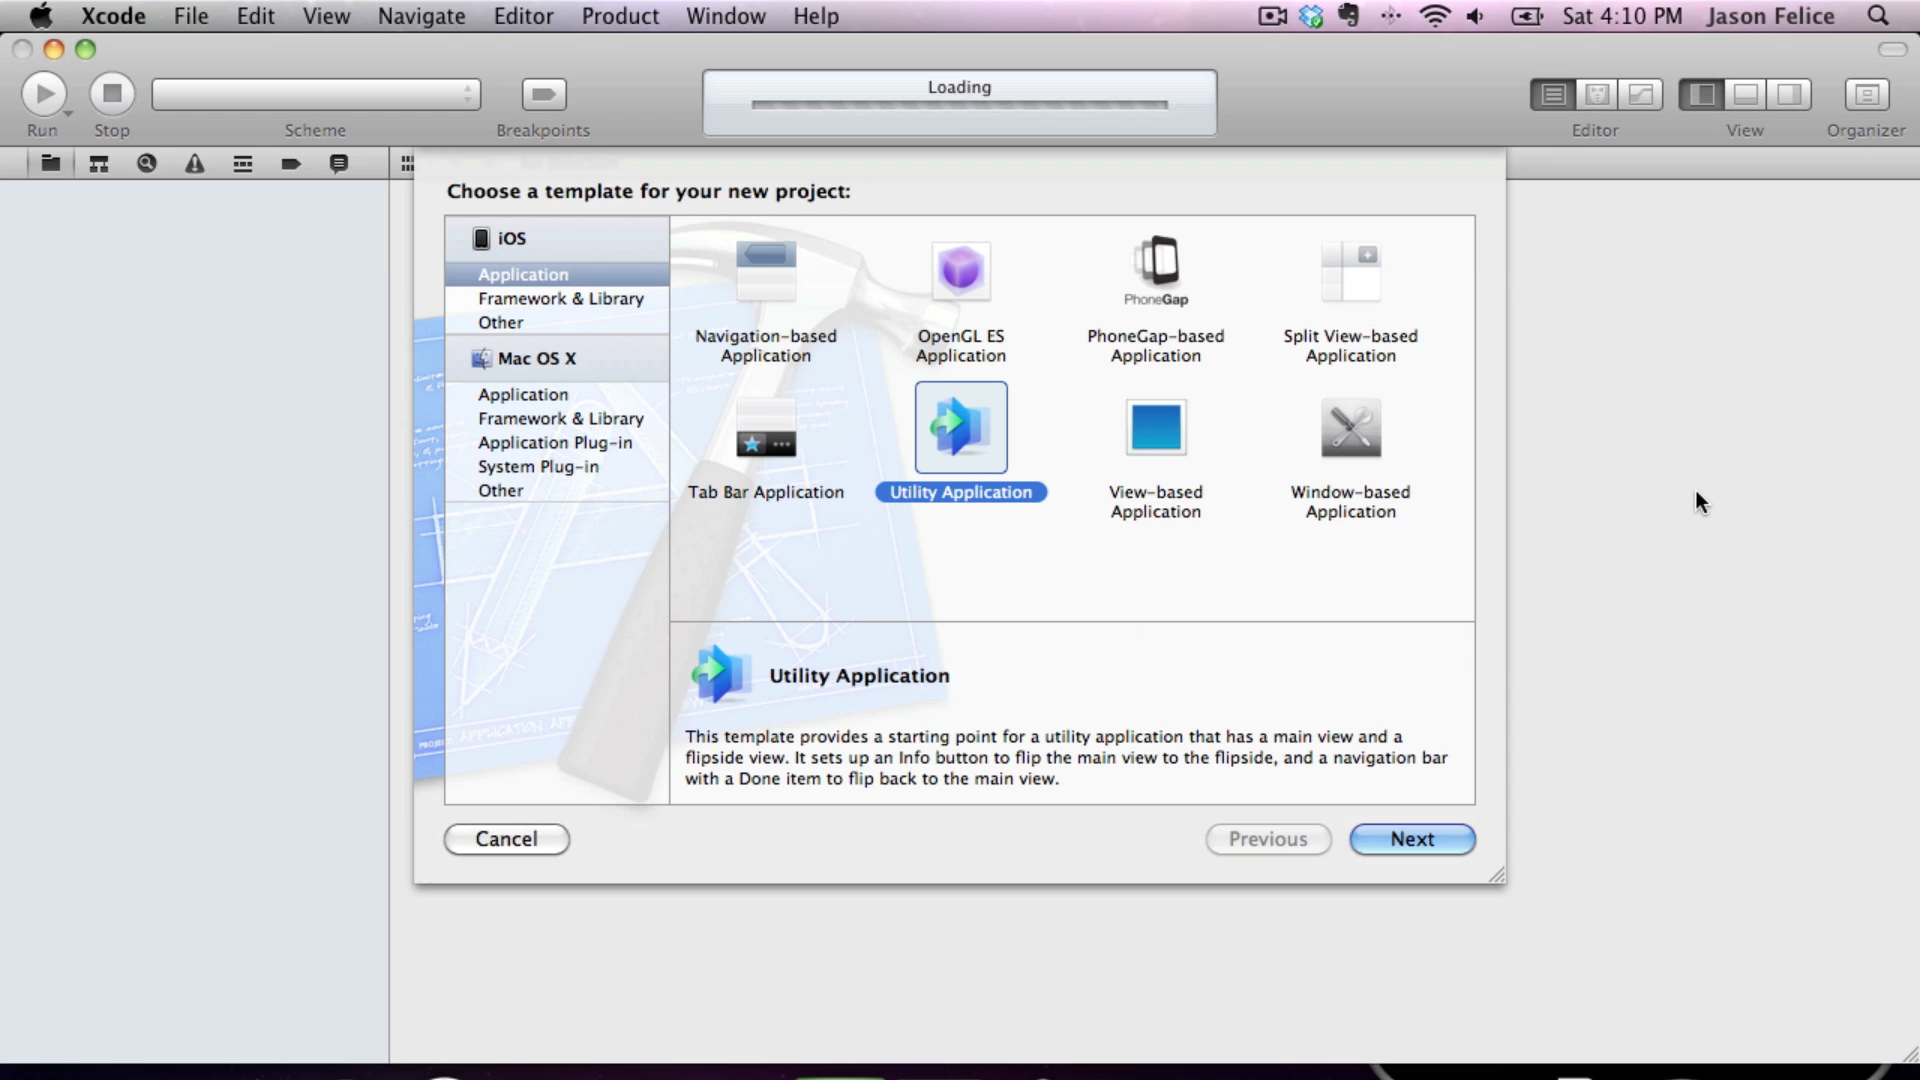 Xcode File Edit View Navigate Editor Product Window Help Sat 4:10 PM Jason Felice
Loading
Run Stop Scheme Breakpoints Editor View Organizer
Choose a template for your new project:
iOS
Application
Framework & Library
Other
Mac OS X
Application
Framework & Library
Application Plug-in
System Plug-in
Other
Navigation-based
Application
OpenGL ES
Application
PhoneGap
PhoneGap-based
Application
Split View-based
Application
Tab Bar Application
Utility Application
View-based
Application
Window-based
Application
Utility Application
This template provides a starting point for a utility application that has a main view and a
flipside view. It sets up an Info button to flip the main view to the flipside, and a navigation bar
with a Done item to flip back to the main view.
Cancel Previous Next